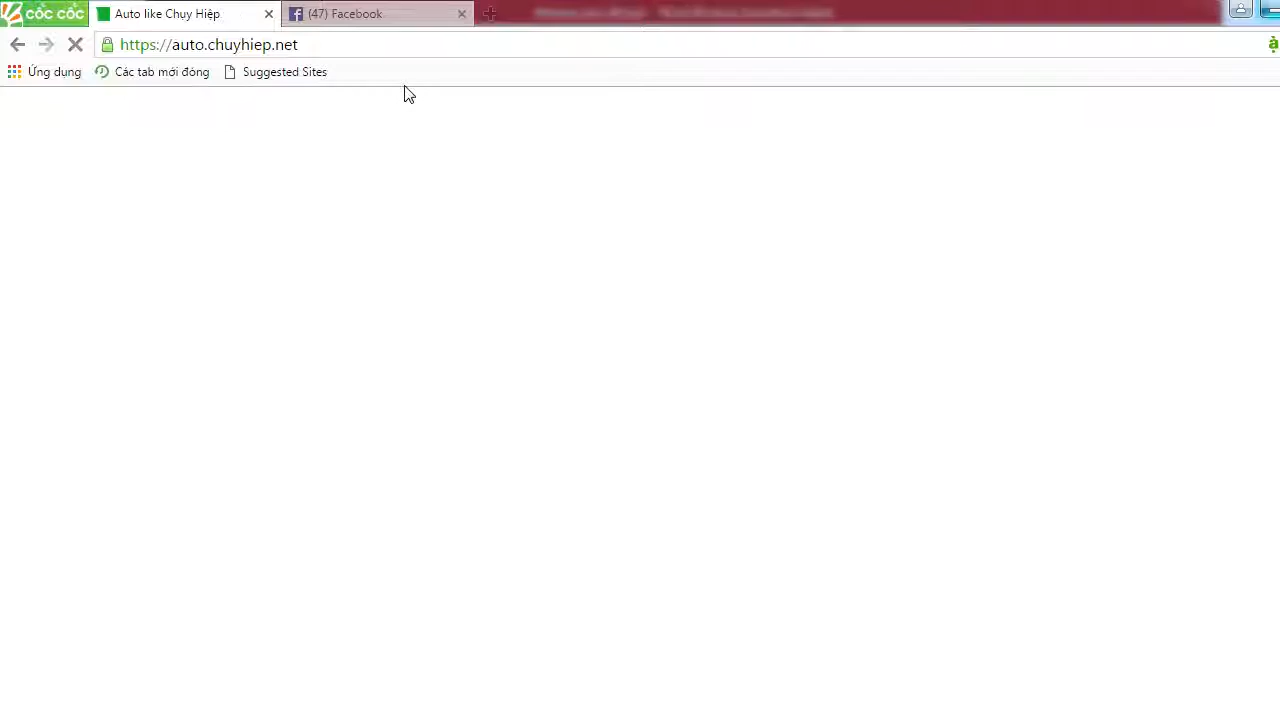 cốc cốc
Auto like Chụy Hiệp
(47) Facebook
https://auto.chuyhiep.net
Ứng dụng
Các tab mới đóng
Suggested Sites